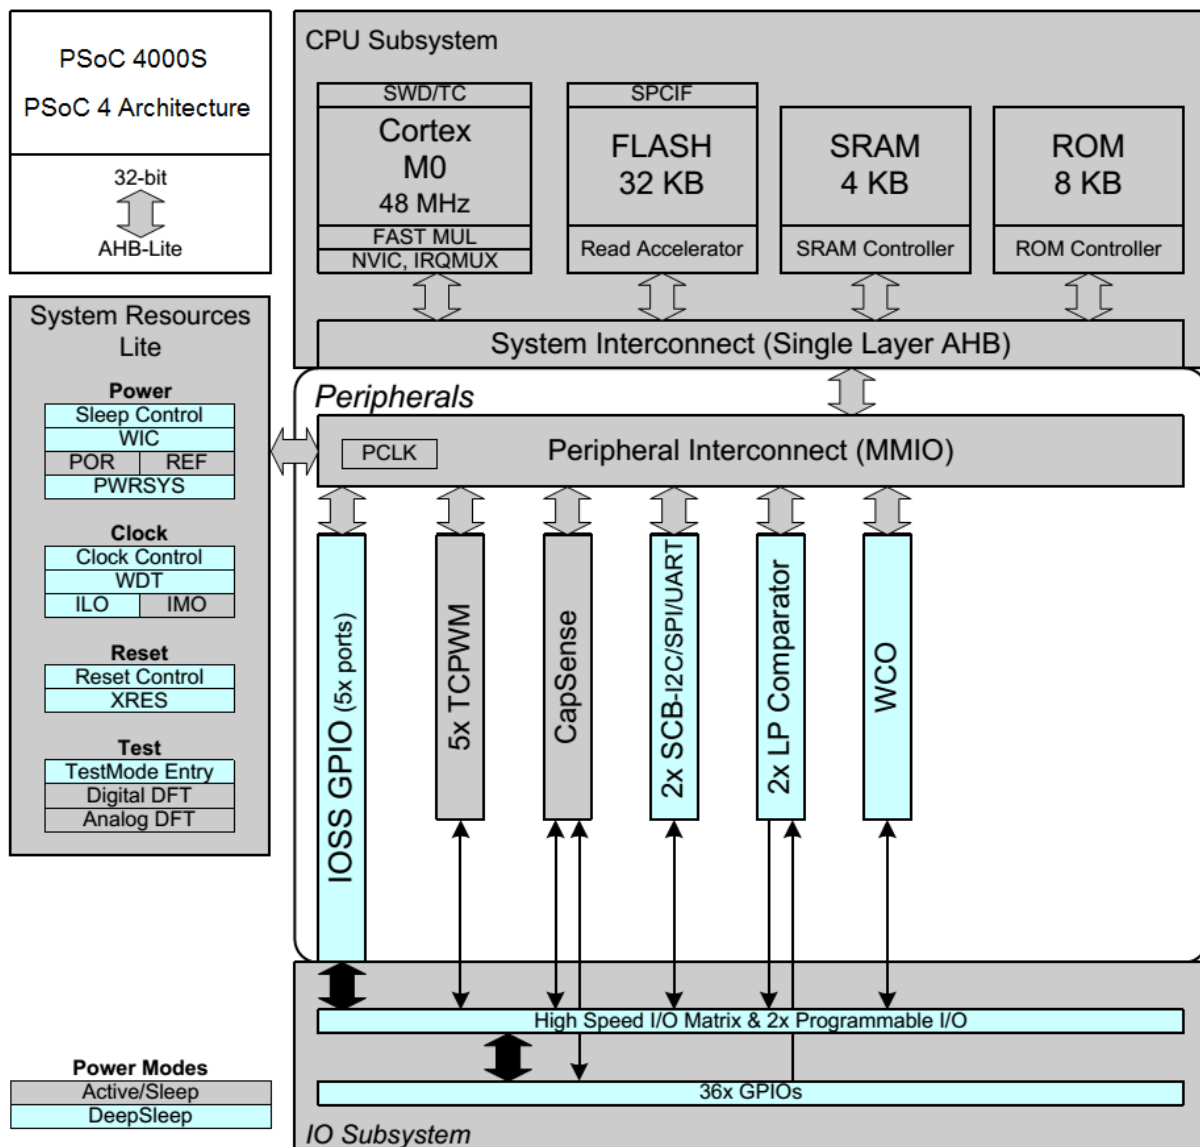 PSoC 4000S
PSoC 4 Architecture
32-bit
AHB-Lite
CPU Subsystem
SWD/TC
Cortex
M0
48 MHz
FAST MUL
NVIC, IRQMUX
SPCIF
FLASH
32 KB
Read Accelerator
SRAM
4 KB
SRAM Controller
ROM
8 KB
ROM Controller
System Interconnect (Single Layer AHB)
System Resources
Lite
Power
Sleep Control
WIC
POR REF
PWRSYS
Clock
Clock Control
WDT
ILO IMO
Reset
Reset Control
XRES
Test
TestMode Entry
Digital DFT
Analog DFT
Peripherals
PCLK
Peripheral Interconnect (MMIO)
IOSS GPIO (5x ports)
5x TCPWM
CapSense
2x SCB-I2C/SPI/UART
2x LP Comparator
WCO
High Speed I/O Matrix & 2x Programmable I/O
36x GPIOs
IO Subsystem
Power Modes
Active/Sleep
DeepSleep